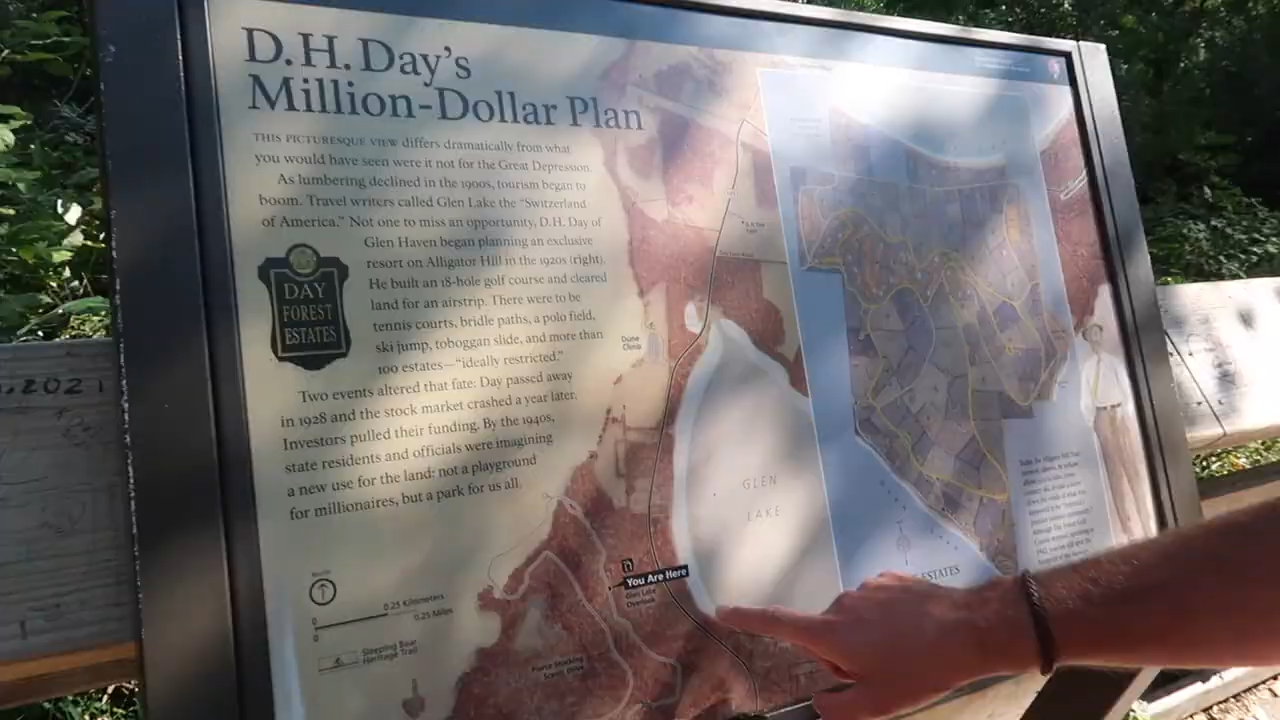 D.H. Day's
Million-Dollar Plan
THIS PICTURESQUE VIEW differs dramatically from what
you would have seen were it not for the Great Depression.
As lumbering declined in the 1900s, tourism began to
boom. Travel writers called Glen Lake the "Switzerland
of America." Not one to miss an opportunity, D.H. Day of
Glen Haven began planning an exclusive
resort on Alligator Hill in the 1920s (right).
He built an 18-hole golf course and cleared
land for an airstrip. There were to be
tennis courts, bridle paths, a polo field,
ski jump, toboggan slide, and more than
100 estates—"ideally restricted."
DAY
FOREST
ESTATES
Two events altered that fate: Day passed away
in 1928 and the stock market crashed a year later.
Investors pulled their funding. By the 1940s,
state residents and officials were imagining
a new use for the land: not a playground
for millionaires, but a park for us all.
North
0
0.25 Kilometers
0
0.25 Miles
Sleeping Bear
Heritage Trail
Dune
Climb
GLEN
LAKE
You Are Here
Glen Lake
Overlook
Pierce Stocking
Scenic Drive
ESTATES
.2021